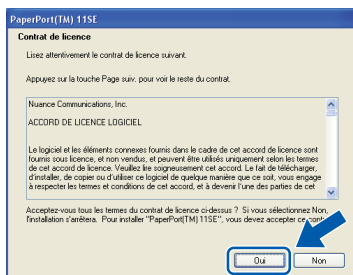 PaperPort(TM) 11SE
Contrat de licence
Lisez attentivement le contrat de licence suivant.
Appuyez sur la touche Page suiv. pour voir le reste du contrat.
Nuance Communications, Inc.
ACCORD DE LICENCE LOGICIEL
Le logiciel et les éléments connexes fournis dans le cadre de cet accord de licence sont
fournis sous licence, et non vendus, et peuvent être utilisés uniquement selon les termes
de cet accord de licence. Veuillez lire soigneusement cet accord. Le fait de télécharger,
d'installer, de copier ou d'utiliser ce logiciel de quelque manière que ce soit, vous engage
à respecter les termes et conditions de cet accord, et à devenir l'une des parties de cet
Acceptez-vous tous les termes du contrat de licence ci-dessus ? Si vous sélectionnez Non,
l'installation s'arrêtera. Pour installer "PaperPort(TM) 11SE", vous devez accepter ce
Oui
Non